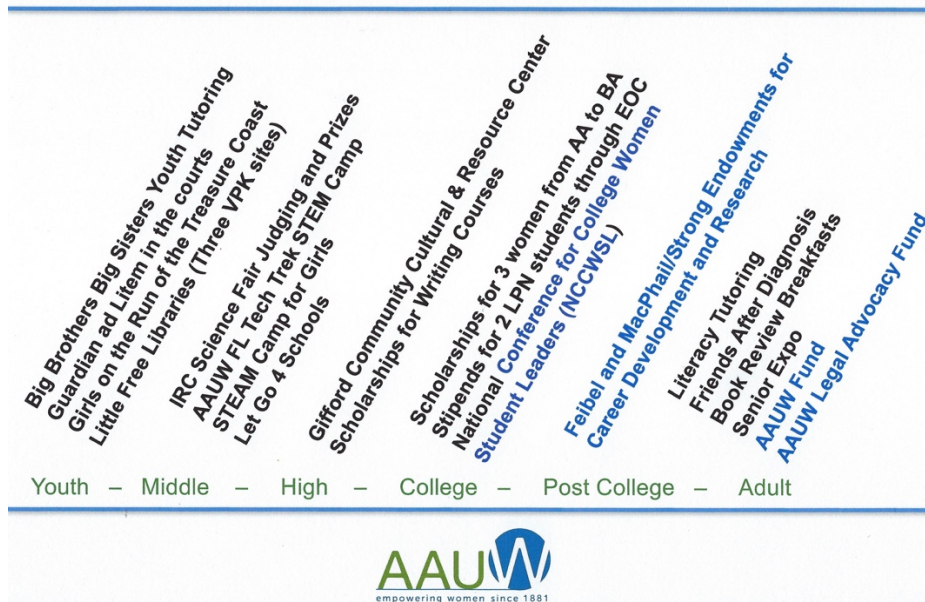 Big Brothers Big Sisters Youth Tutoring
Guardian ad Litem in the courts
Girls on the Run of the Treasure Coast
Little Free Libraries (Three VPK sites)
IRC Science Fair Judging and Prizes
AAUW FL Tech Trek STEM Camp
STEAM Camp for Girls
Let Go 4 Schools
Gifford Community Cultural & Resource Center
Scholarships for Writing Courses
Scholarships for 3 women from AA to BA
Stipends for 2 LPN students through EOC
National Conference for College Women
Student Leaders (NCCWSL)
Feibel and MacPhail/Strong Endowments for
Career Development and Research
Literacy Tutoring
Friends After Diagnosis
Book Review Breakfasts
Senior Expo
AAUW Fund
AAUW Legal Advocacy Fund
Youth – Middle – High – College – Post College – Adult
AAUW
empowering women since 1881